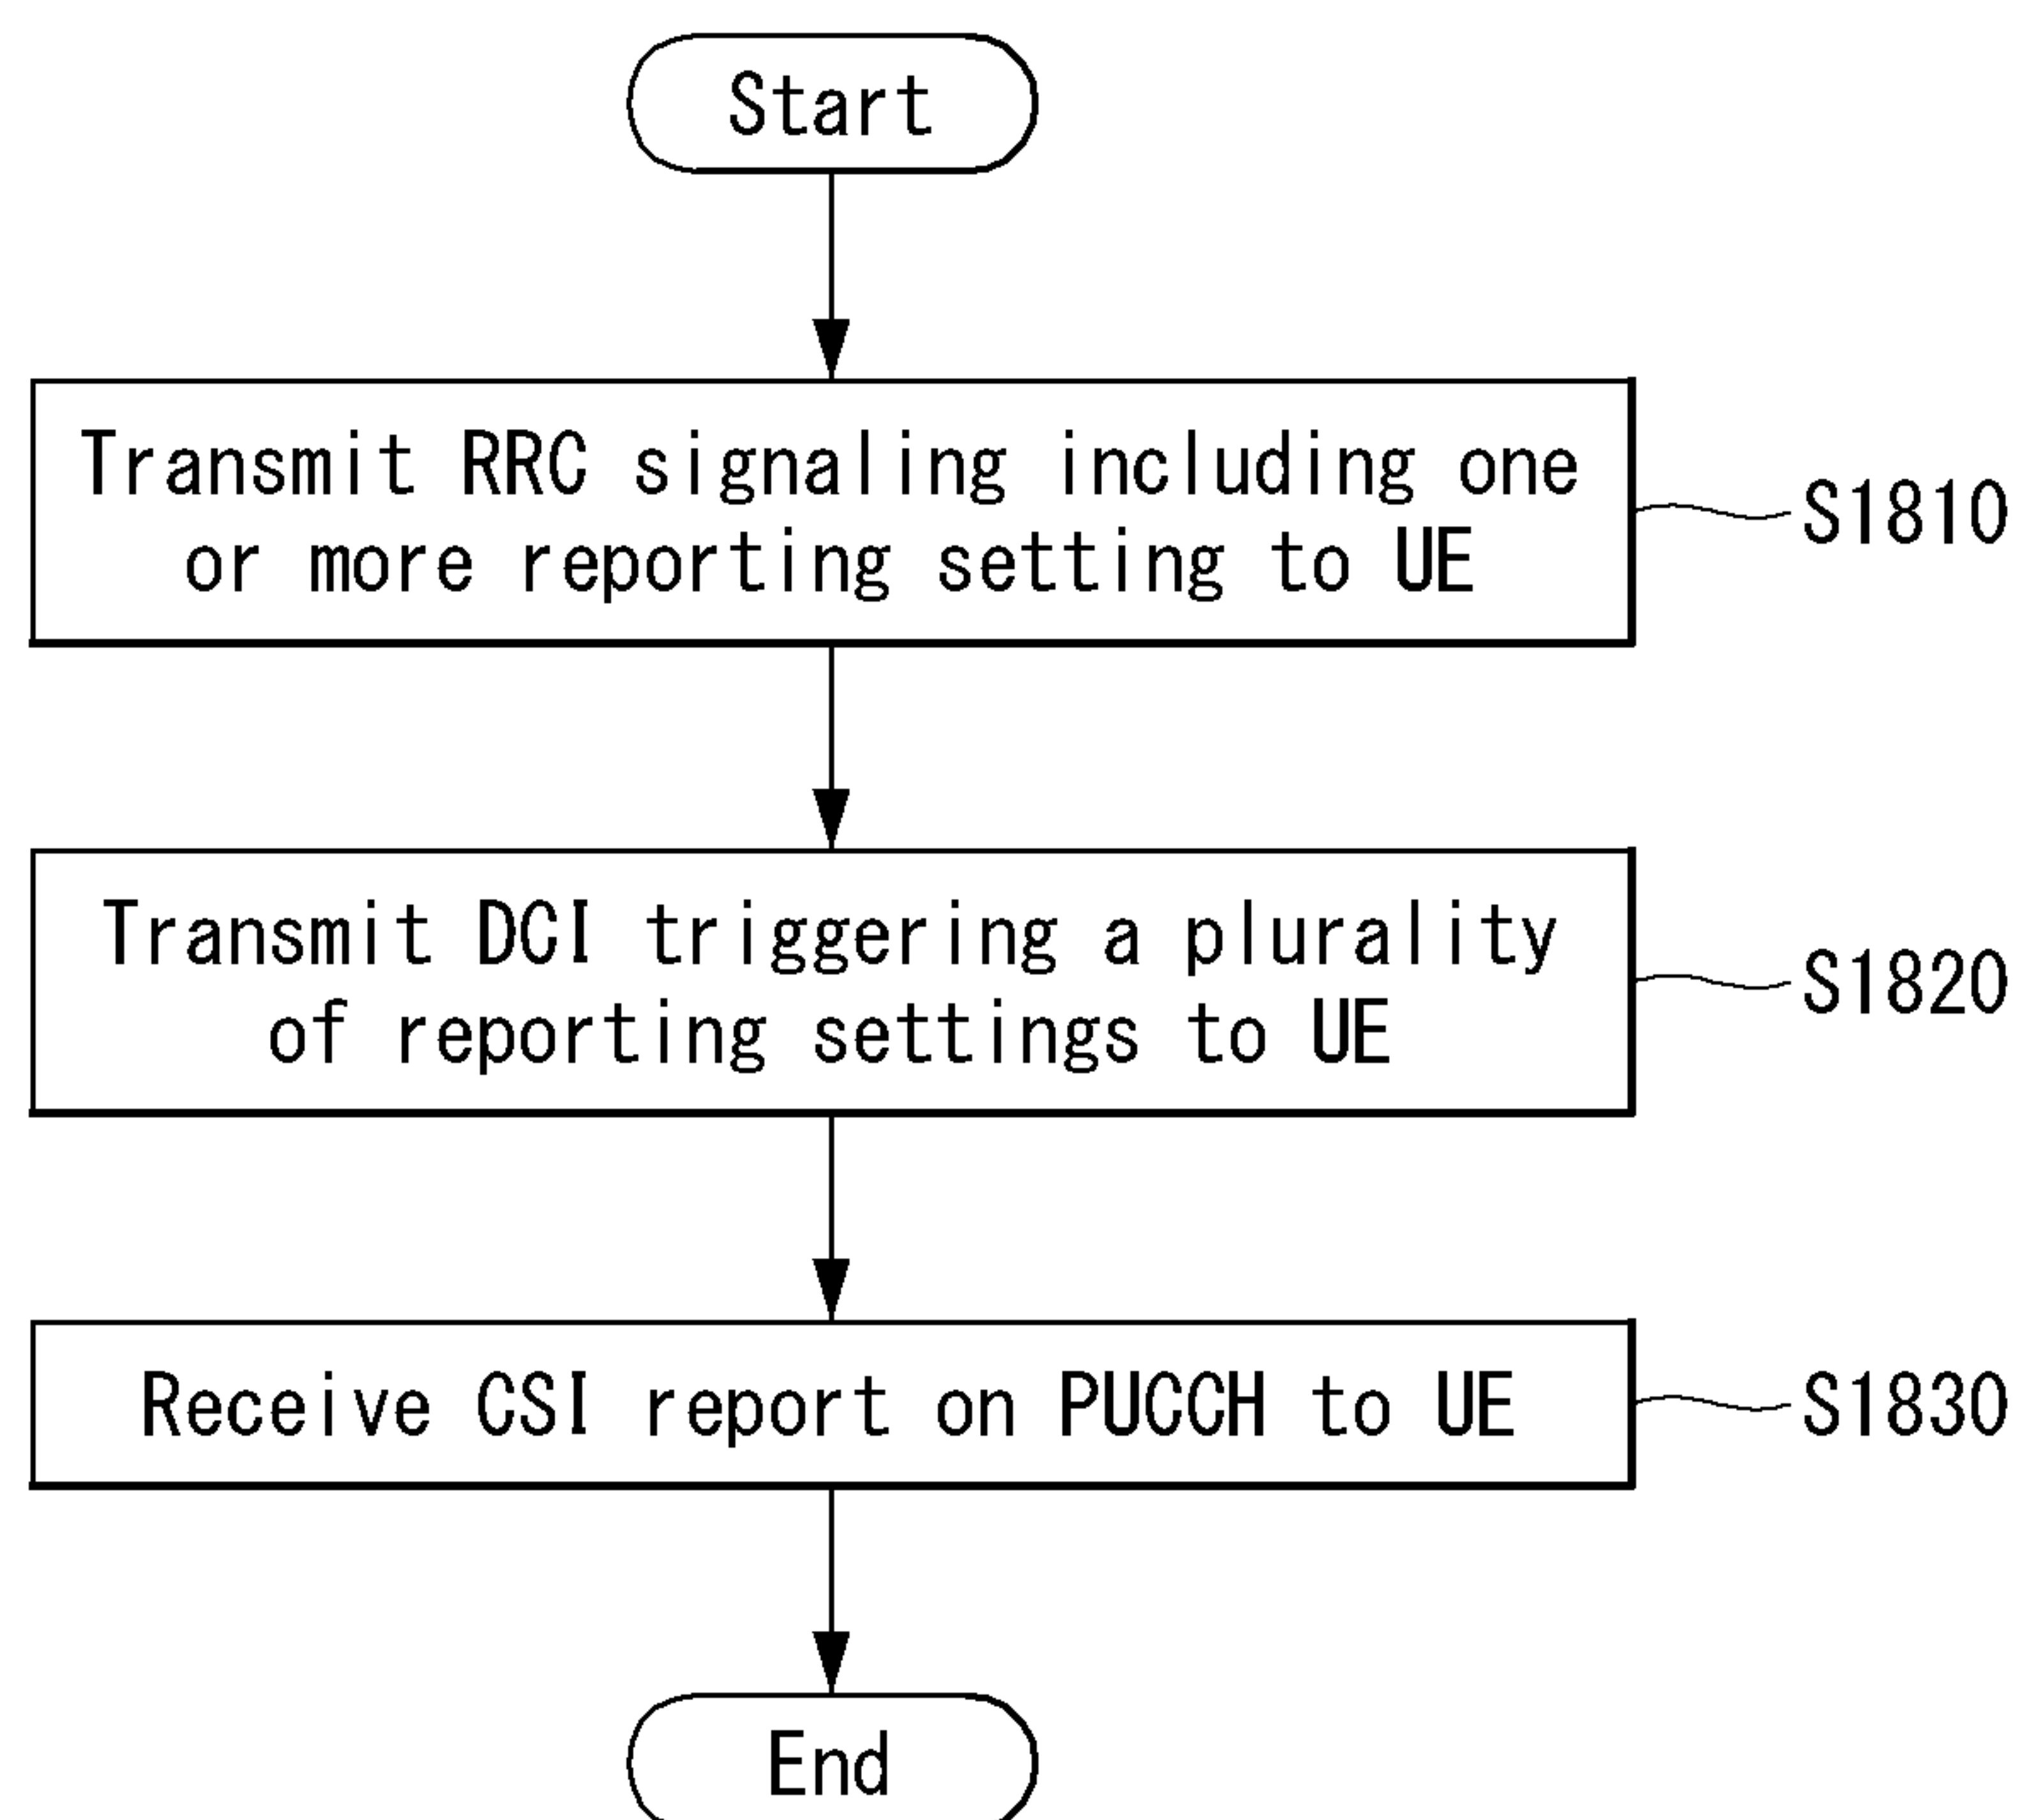 Start
Transmit RRC signaling including one
or more reporting setting to UE
S1810
Transmit DCI triggering a plurality
of reporting settings to UE
S1820
Receive CSI report on PUCCH to UE
S1830
End